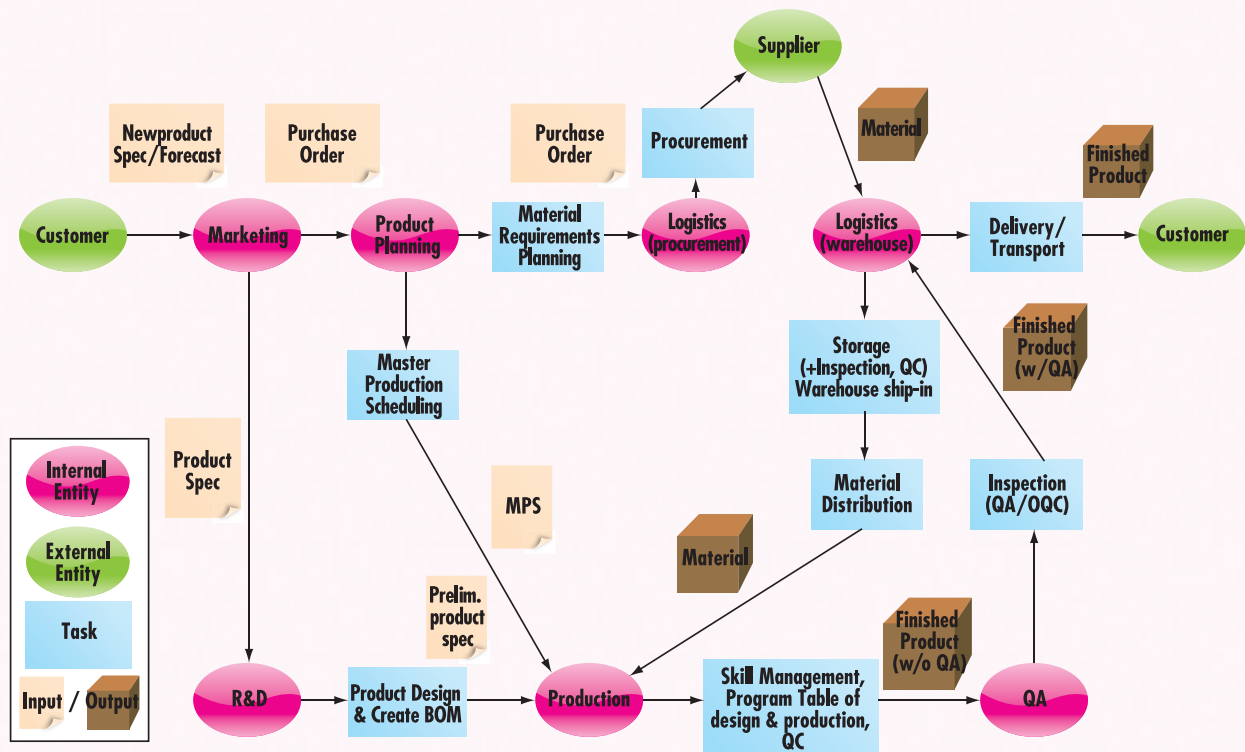 Supplier
Newproduct
Spec/Forecast
Purchase
Order
Purchase
Order
Procurement
Material
Finished
Product
Customer
Marketing
Product
Planning
Material
Requirements
Planning
Logistics
(procurement)
Logistics
(warehouse)
Delivery/
Transport
Customer
Master
Production
Scheduling
Storage
(+Inspection, QC)
Warehouse ship-in
Finished
Product
(w/QA)
Product
Spec
MPS
Material
Distribution
Inspection
(QA/OQC)
Material
Prelim.
product
spec
Finished
Product
(w/o QA)
R&D
Product Design
& Create BOM
Production
Skill Management,
Program Table of
design & production,
QC
QA
Internal
Entity
External
Entity
Task
Input / Output